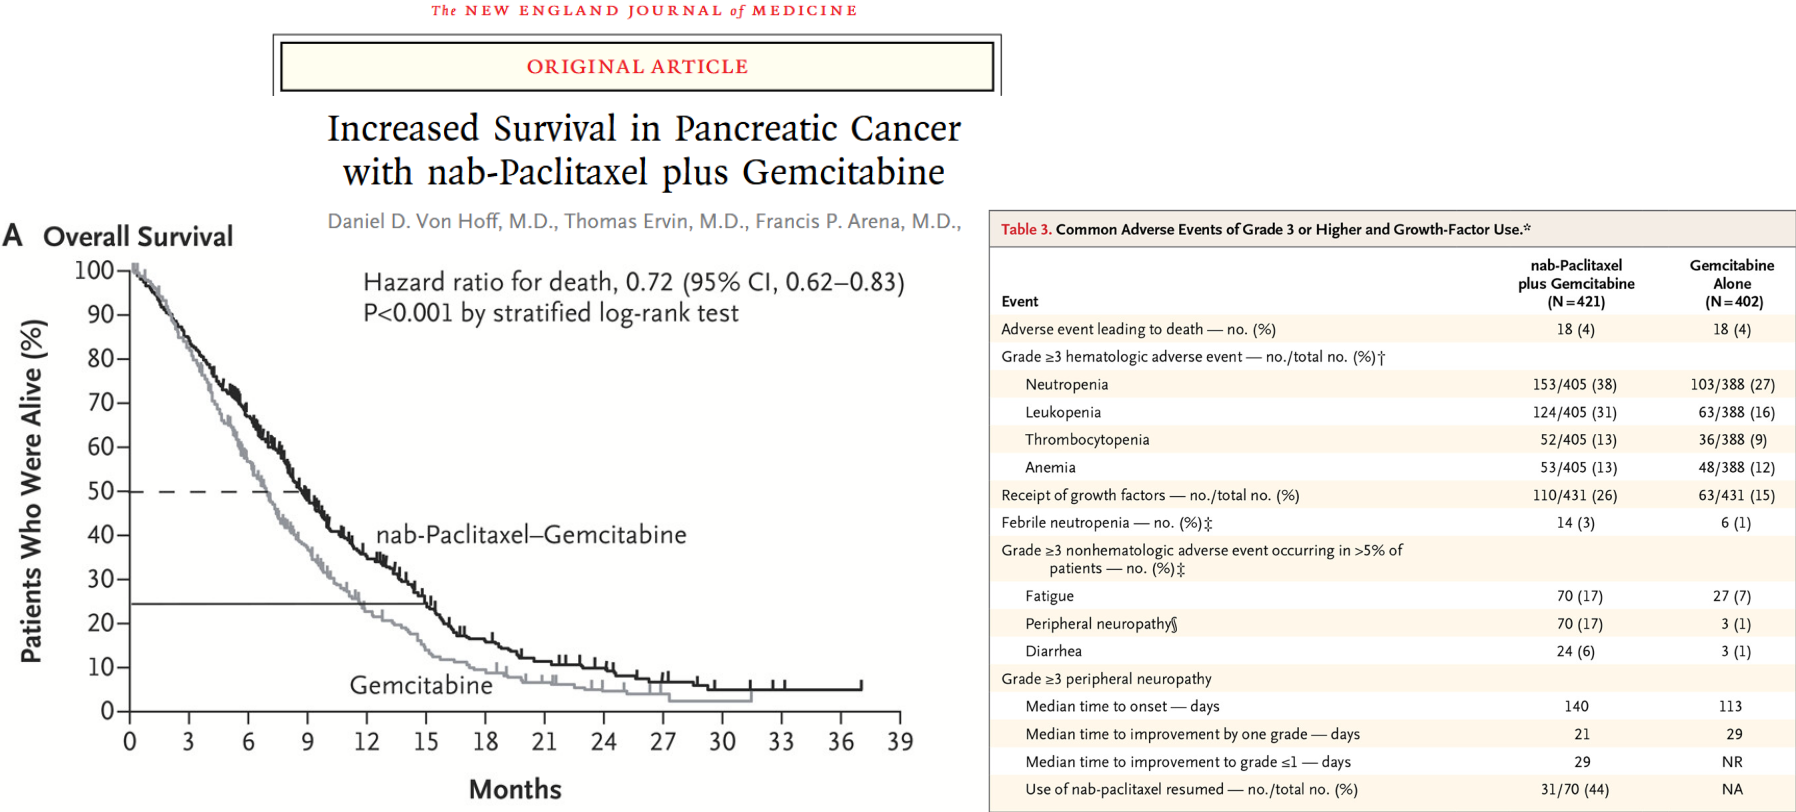 The NEW ENGLAND JOURNAL of MEDICINE
ORIGINAL ARTICLE
Increased Survival in Pancreatic Cancer
with nab-Paclitaxel plus Gemcitabine
Daniel D. Von Hoff, M.D., Thomas Ervin, M.D., Francis P. Arena, M.D.,
A Overall Survival
Hazard ratio for death, 0.72 (95% CI, 0.62–0.83)
P<0.001 by stratified log-rank test
Patients Who Were Alive (%)
100
90
80
70
60
50
40
30
20
10
0
nab-Paclitaxel–Gemcitabine
Gemcitabine
0 3 6 9 12 15 18 21 24 27 30 33 36 39
Months
Table 3. Common Adverse Events of Grade 3 or Higher and Growth-Factor Use.*
Event
nab-Paclitaxel
plus Gemcitabine
(N=421)
Gemcitabine
Alone
(N=402)
Adverse event leading to death — no. (%) 18 (4) 18 (4)
Grade ≥3 hematologic adverse event — no./total no. (%)†
Neutropenia 153/405 (38) 103/388 (27)
Leukopenia 124/405 (31) 63/388 (16)
Thrombocytopenia 52/405 (13) 36/388 (9)
Anemia 53/405 (13) 48/388 (12)
Receipt of growth factors — no./total no. (%) 110/431 (26) 63/431 (15)
Febrile neutropenia — no. (%)‡ 14 (3) 6 (1)
Grade ≥3 nonhematologic adverse event occurring in >5% of
patients — no. (%)‡
Fatigue 70 (17) 27 (7)
Peripheral neuropathy§ 70 (17) 3 (1)
Diarrhea 24 (6) 3 (1)
Grade ≥3 peripheral neuropathy
Median time to onset — days 140 113
Median time to improvement by one grade — days 21 29
Median time to improvement to grade ≤1 — days 29 NR
Use of nab-paclitaxel resumed — no./total no. (%) 31/70 (44) NA